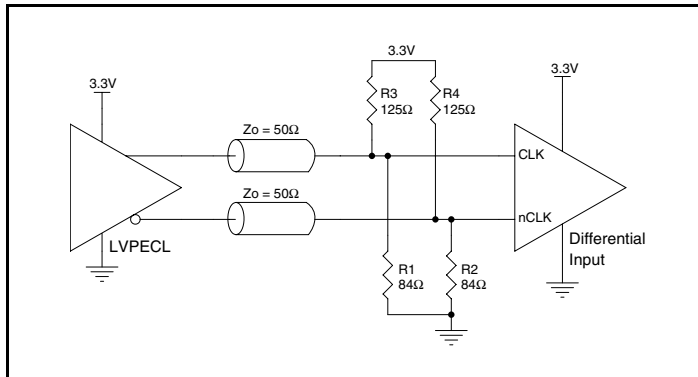 3.3V
3.3V
3.3V
R3
125Ω
R4
125Ω
Zo = 50Ω
CLK
Zo = 50Ω
nCLK
LVPECL
Differential
Input
R1
84Ω
R2
84Ω